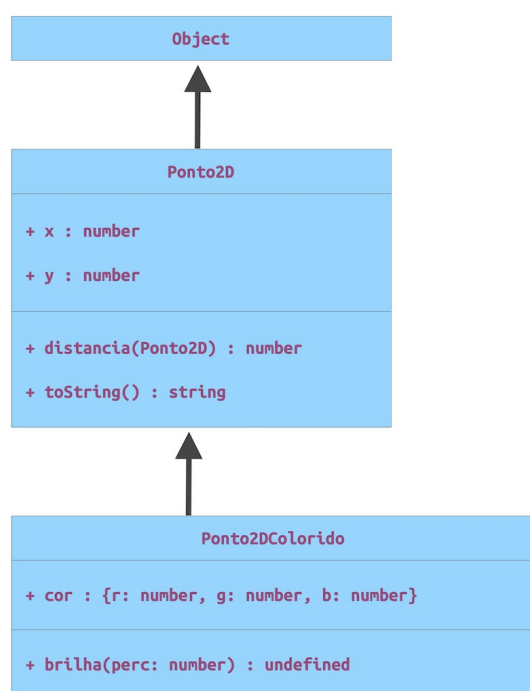 Object
Ponto2D
+ x : number
+ y : number
+ distancia(Ponto2D) : number
+ toString() : string
Ponto2DColorido
+ cor : {r: number, g: number, b: number}
+ brilha(perc: number) : undefined